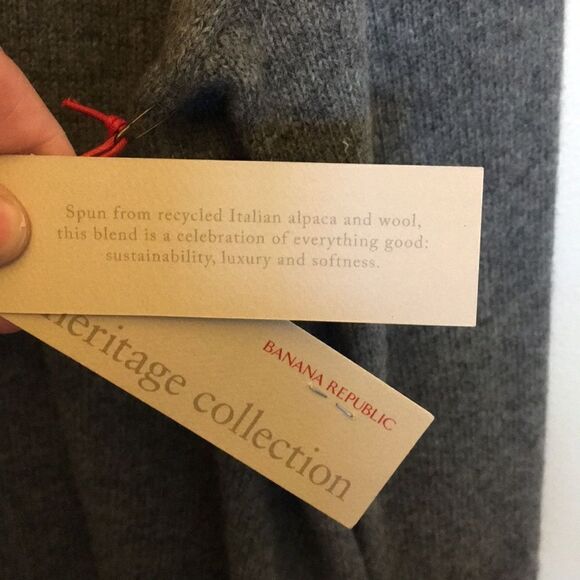 Spun from recycled Italian alpaca and wool,
this blend is a celebration of everything good:
sustainability, luxury and softness.
BANANA REPUBLIC
heritage collection